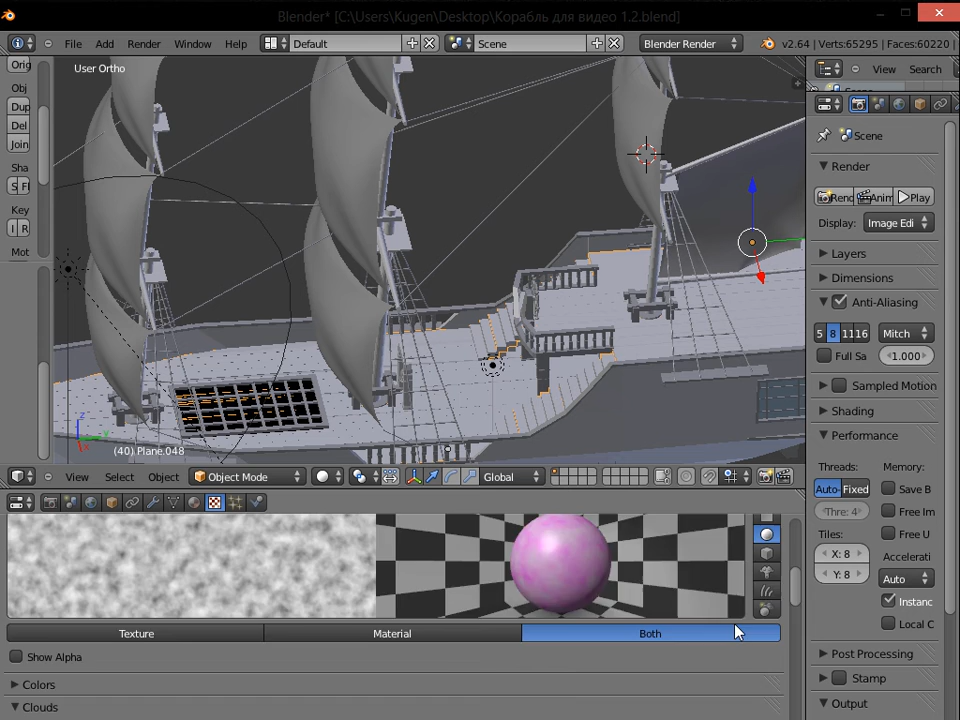 Blender* [C:\Users\Kugen\Desktop\Корабль для видео 1.2.blend]
File Add Render Window Help Default Scene Blender Render v2.64 | Verts:65295 | Faces:60220 |
User Ortho
Orig
Obj
Dup
Del
Join
Sha
S Fl
Key
I R
Mot
(40) Plane.048
View Select Object Object Mode Global
Texture Material Both
Show Alpha
Colors
Clouds
View Search
Scene
Render
Rend Anim Play
Display: Image Edi
Layers
Dimensions
Anti-Aliasing
5 8 11 16 Mitch
Full Sa 1.000
Sampled Motion
Shading
Performance
Threads: Memory:
Auto- Fixed Save B
Thre: 4 Free Im
Tiles: Free U
X: 8 Accelerati
Y: 8 Auto
Instanc
Local C
Post Processing
Stamp
Output